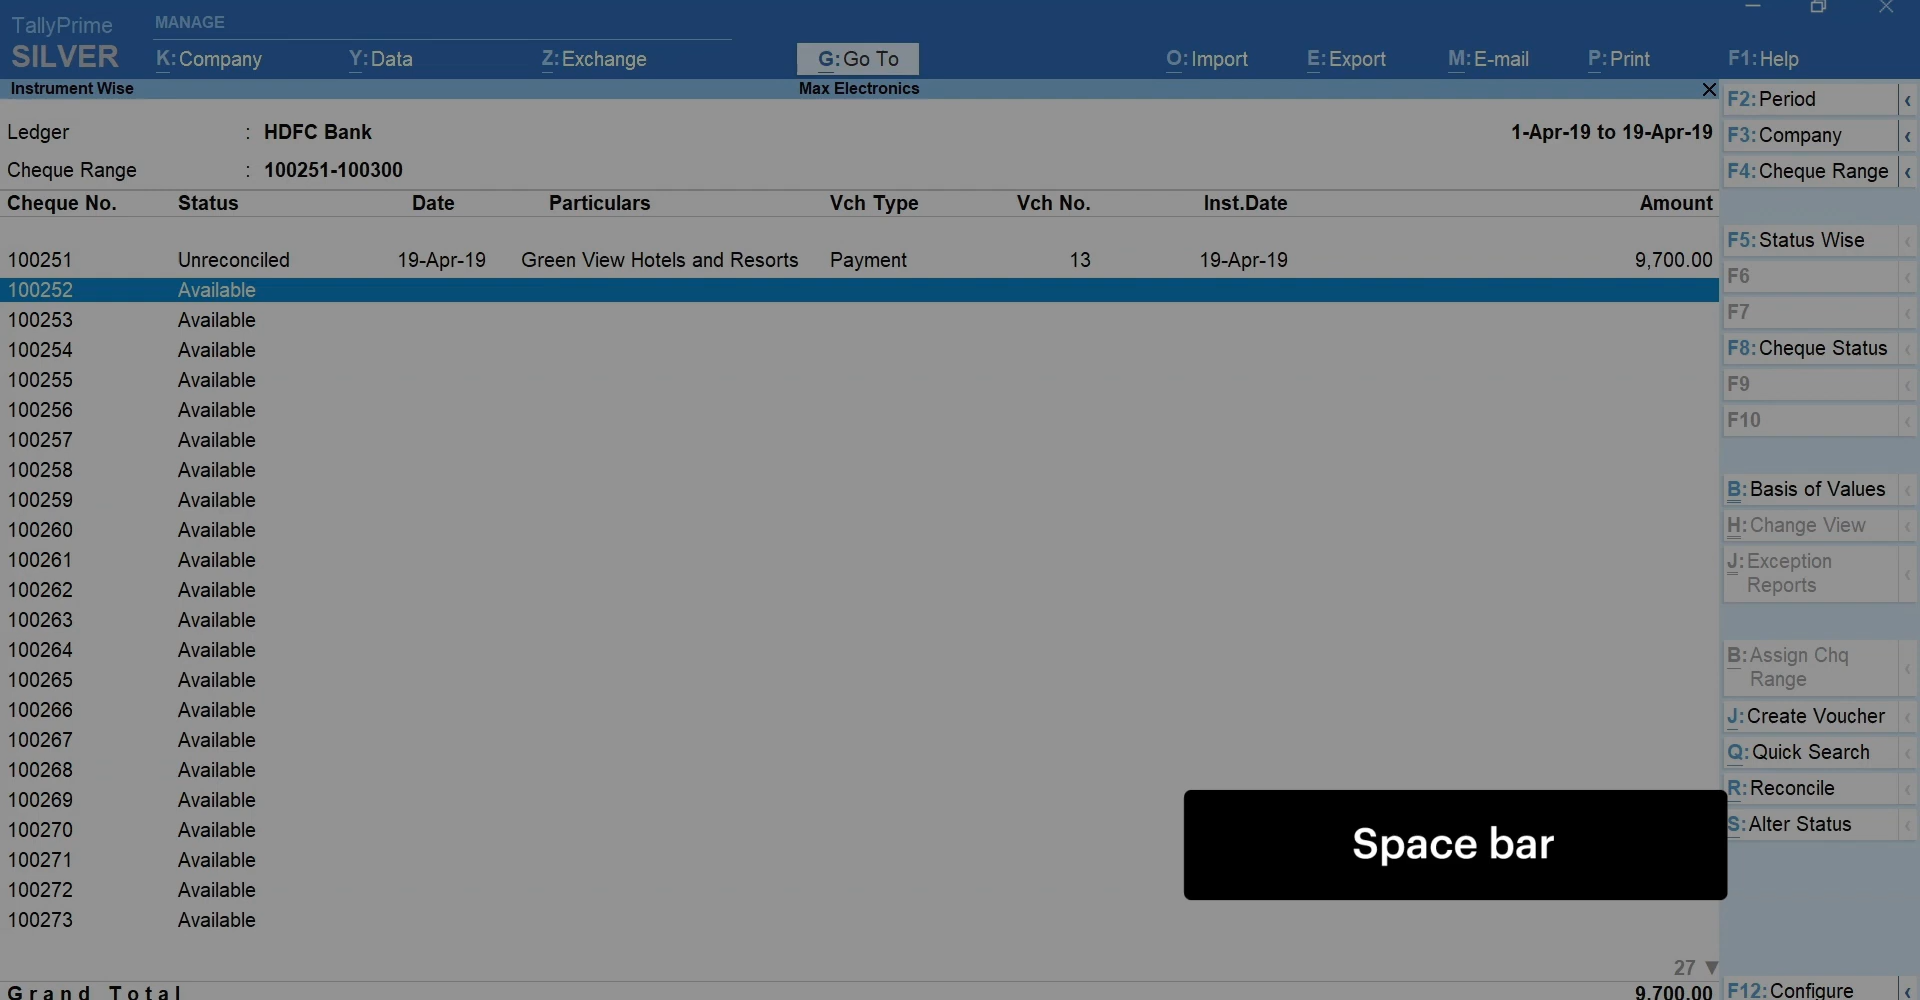 TallyPrime
SILVER
MANAGE
K:Company Y:Data Z:Exchange G:Go To O:Import E:Export M:E-mail P:Print F1:Help
Instrument Wise Max Electronics
Ledger : HDFC Bank 1-Apr-19 to 19-Apr-19
Cheque Range : 100251-100300
Cheque No. Status Date Particulars Vch Type Vch No. Inst.Date Amount
100251 Unreconciled 19-Apr-19 Green View Hotels and Resorts Payment 13 19-Apr-19 9,700.00
100252 Available
100253 Available
100254 Available
100255 Available
100256 Available
100257 Available
100258 Available
100259 Available
100260 Available
100261 Available
100262 Available
100263 Available
100264 Available
100265 Available
100266 Available
100267 Available
100268 Available
100269 Available
100270 Available
100271 Available
100272 Available
100273 Available
27
Grand Total 9,700.00
Space bar
F2:Period
F3:Company
F4:Cheque Range
F5:Status Wise
F6
F7
F8:Cheque Status
F9
F10
B:Basis of Values
H:Change View
J:Exception
Reports
B:Assign Chq
Range
J:Create Voucher
Q:Quick Search
R:Reconcile
S:Alter Status
F12:Configure